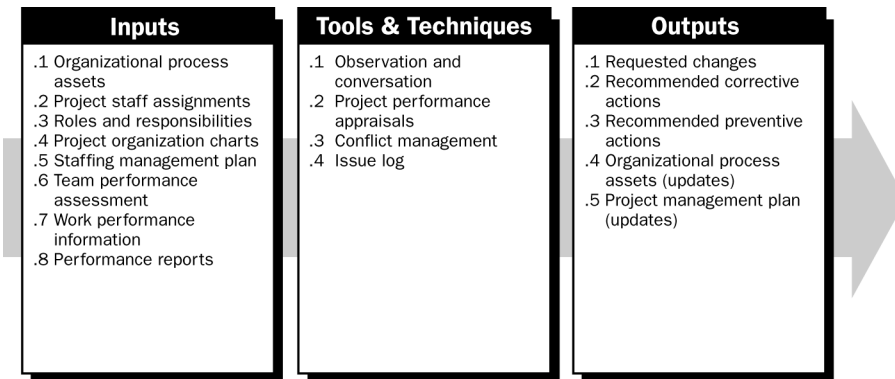 Inputs
.1 Organizational process
assets
.2 Project staff assignments
.3 Roles and responsibilities
.4 Project organization charts
.5 Staffing management plan
.6 Team performance
assessment
.7 Work performance
information
.8 Performance reports
Tools & Techniques
.1 Observation and
conversation
.2 Project performance
appraisals
.3 Conflict management
.4 Issue log
Outputs
.1 Requested changes
.2 Recommended corrective
actions
.3 Recommended preventive
actions
.4 Organizational process
assets (updates)
.5 Project management plan
(updates)